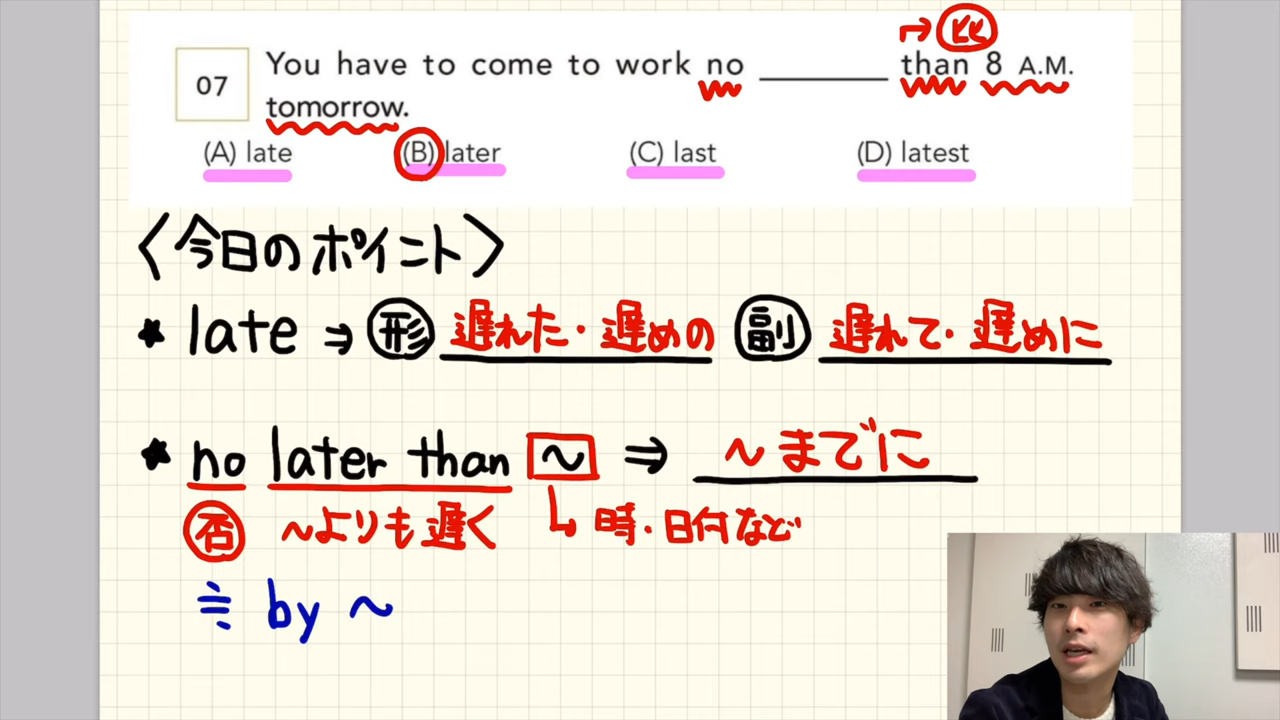 07 You have to come to work no ________ than 8 A.M. 比
tomorrow.
(A) late (B) later (C) last (D) latest
〈今日のポイント〉
★ late ⇒ 形 遅れた・遅めの 副 遅れて・遅めに
★ no later than 〜 ⇒ 〜までに
否 〜よりも遅く ↳ 時・日付など
≒ by 〜